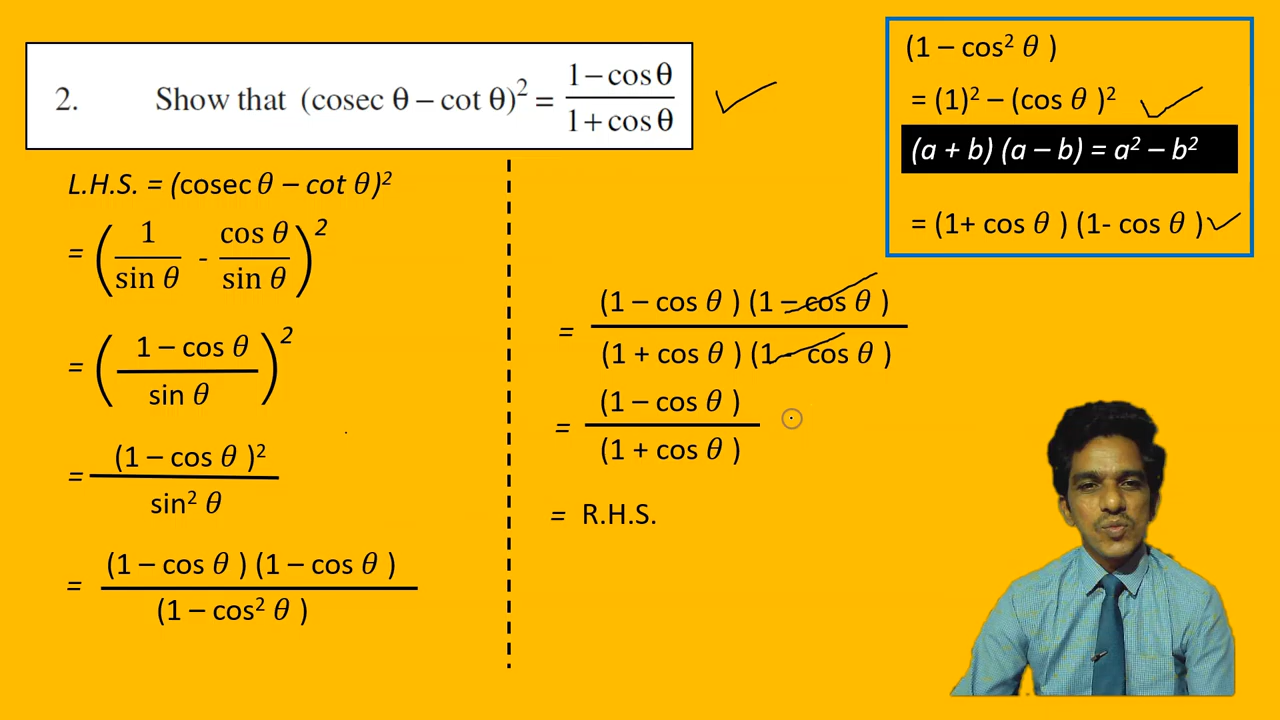 2. Show that (cosec θ – cot θ)² = (1 – cos θ)/(1 + cos θ)
L.H.S. = (cosec θ – cot θ)²
= (1/sin θ - cos θ/sin θ)²
= ((1 – cos θ)/sin θ)²
= (1 – cos θ )²/sin² θ
= (1 – cos θ ) (1 – cos θ )/(1 – cos² θ )
= (1 – cos θ ) (1 – cos θ )/(1 + cos θ ) (1 - cos θ )
= (1 – cos θ )/(1 + cos θ )
= R.H.S.
(1 – cos² θ )
= (1)² – (cos θ )²
(a + b) (a – b) = a² – b²
= (1+ cos θ ) (1- cos θ )